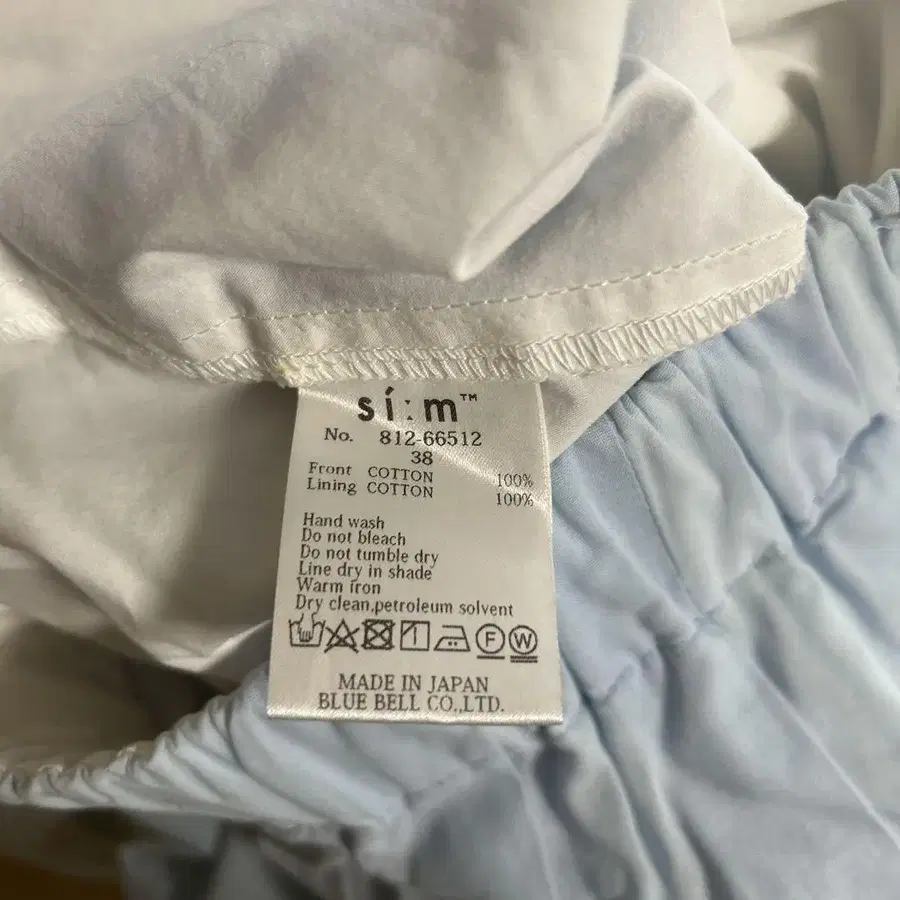 sí:m™
No. 812-66512
38
Front COTTON 100%
Lining COTTON 100%
Hand wash
Do not bleach
Do not tumble dry
Line dry in shade
Warm iron
Dry clean,petroleum solvent
F W
MADE IN JAPAN
BLUE BELL CO.,LTD.